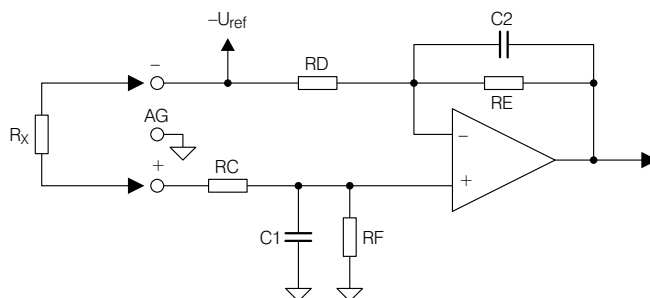 –Uref
C2
RD
–
RE
AG
RX
–
+
RC
+
C1
RF